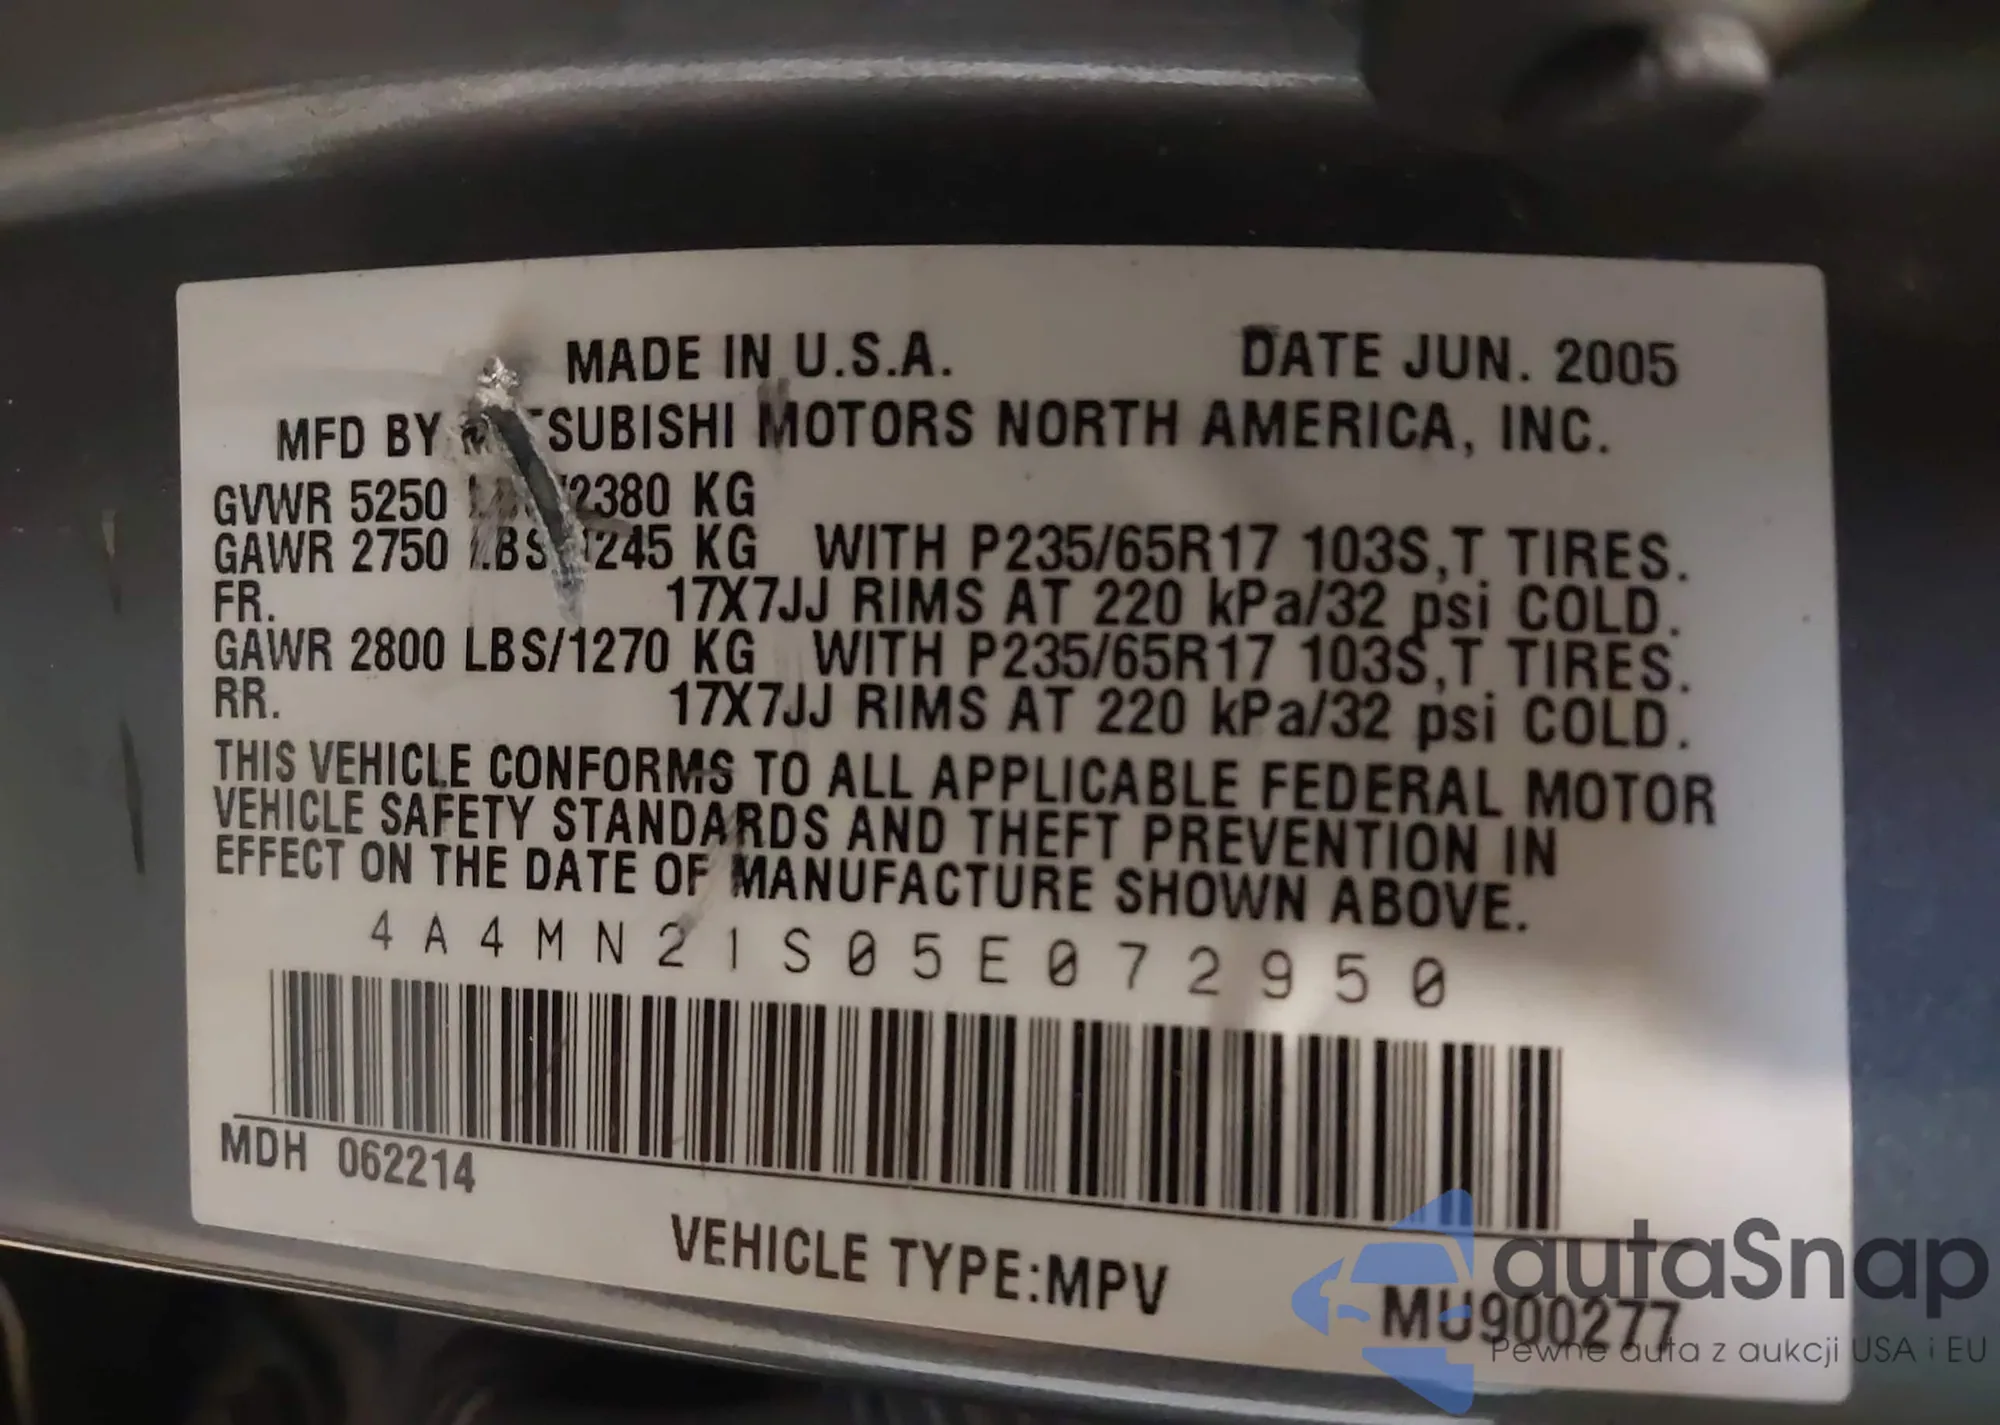 MADE IN U.S.A. DATE JUN. 2005
MFD BY MITSUBISHI MOTORS NORTH AMERICA, INC.
GVWR 5250 LBS/2380 KG
GAWR 2750 LBS/1245 KG WITH P235/65R17 103S,T TIRES.
FR. 17X7JJ RIMS AT 220 kPa/32 psi COLD.
GAWR 2800 LBS/1270 KG WITH P235/65R17 103S,T TIRES.
RR. 17X7JJ RIMS AT 220 kPa/32 psi COLD.
THIS VEHICLE CONFORMS TO ALL APPLICABLE FEDERAL MOTOR
VEHICLE SAFETY STANDARDS AND THEFT PREVENTION IN
EFFECT ON THE DATE OF MANUFACTURE SHOWN ABOVE.
4A4MN21S05E072950
MDH 062214
VEHICLE TYPE:MPV
MU900277
autaSnap
Pewne auta z aukcji USA i EU